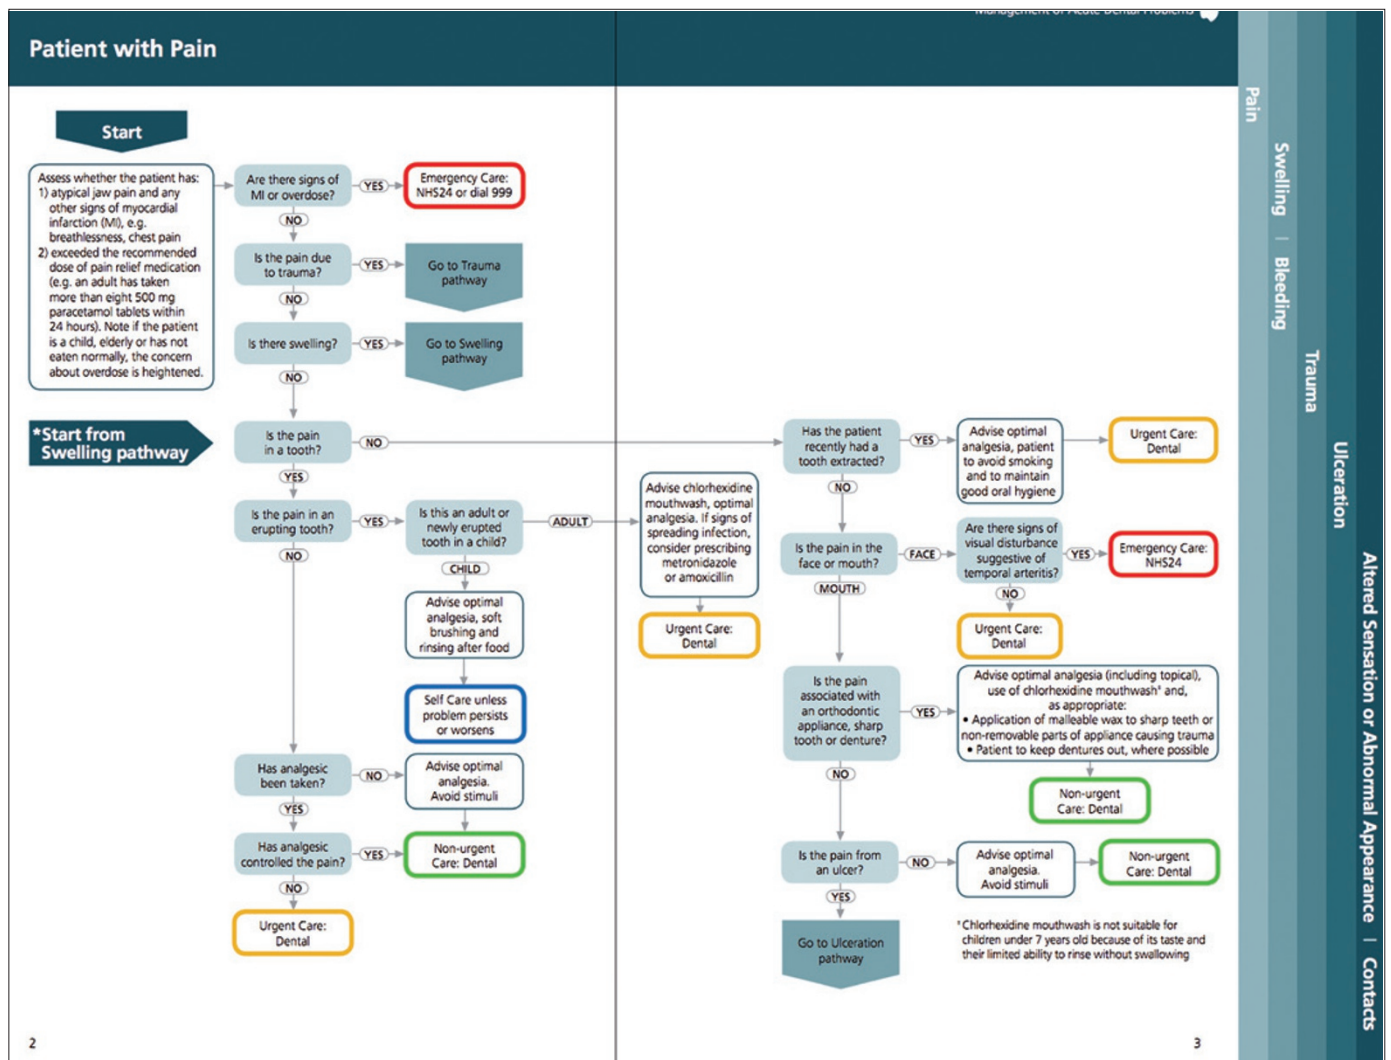 Management of Acute Dental Problems
Patient with Pain
Start
Assess whether the patient has:
1) atypical jaw pain and any
other signs of myocardial
infarction (MI), e.g.
breathlessness, chest pain
2) exceeded the recommended
dose of pain relief medication
(e.g. an adult has taken
more than eight 500 mg
paracetamol tablets within
24 hours). Note if the patient
is a child, elderly or has not
eaten normally, the concern
about overdose is heightened.
Are there signs of
MI or overdose?
YES
Emergency Care:
NHS24 or dial 999
NO
Is the pain due
to trauma?
YES
Go to Trauma
pathway
NO
Is there swelling?
YES
Go to Swelling
pathway
NO
*Start from
Swelling pathway
Is the pain
in a tooth?
NO
YES
Is the pain in an
erupting tooth?
YES
Is this an adult or
newly erupted
tooth in a child?
ADULT
NO
CHILD
Advise optimal
analgesia, soft
brushing and
rinsing after food
Self Care unless
problem persists
or worsens
Has analgesic
been taken?
NO
Advise optimal
analgesia.
Avoid stimuli
YES
Has analgesic
controlled the pain?
YES
Non-urgent
Care: Dental
NO
Urgent Care:
Dental
2
Advise chlorhexidine
mouthwash, optimal
analgesia. If signs of
spreading infection,
consider prescribing
metronidazole
or amoxicillin
Urgent Care:
Dental
Has the patient
recently had a
tooth extracted?
YES
Advise optimal
analgesia, patient
to avoid smoking
and to maintain
good oral hygiene
Urgent Care:
Dental
NO
Is the pain in the
face or mouth?
FACE
Are there signs of
visual disturbance
suggestive of
temporal arteritis?
YES
Emergency Care:
NHS24
MOUTH
NO
Urgent Care:
Dental
Is the pain
associated with
an orthodontic
appliance, sharp
tooth or denture?
YES
Advise optimal analgesia (including topical),
use of chlorhexidine mouthwash‡ and,
as appropriate:
• Application of malleable wax to sharp teeth or
non-removable parts of appliance causing trauma
• Patient to keep dentures out, where possible
NO
Non-urgent
Care: Dental
Is the pain from
an ulcer?
NO
Advise optimal
analgesia.
Avoid stimuli
Non-urgent
Care: Dental
YES
Go to Ulceration
pathway
‡ Chlorhexidine mouthwash is not suitable for
children under 7 years old because of its taste and
their limited ability to rinse without swallowing
3
Pain
Swelling | Bleeding
Trauma
Ulceration
Altered Sensation or Abnormal Appearance | Contacts